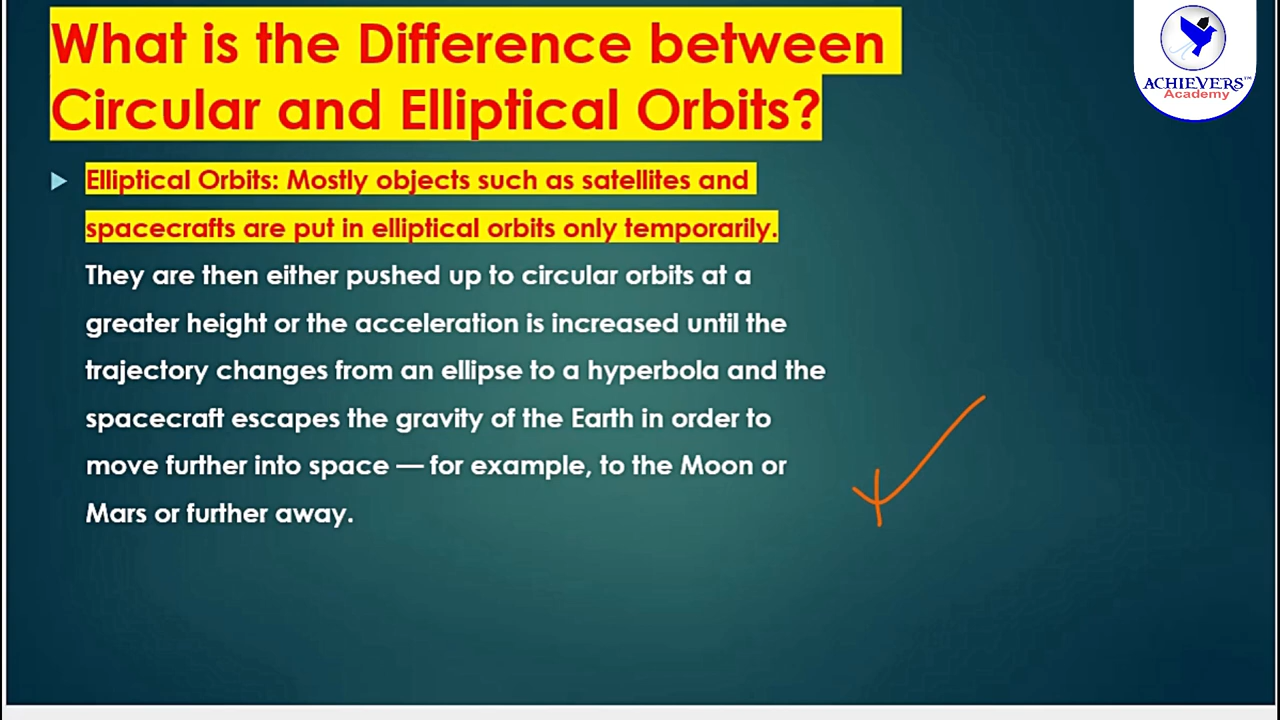 What is the Difference between
Circular and Elliptical Orbits?
ACHIEVERS™
Academy
Elliptical Orbits: Mostly objects such as satellites and
spacecrafts are put in elliptical orbits only temporarily.
They are then either pushed up to circular orbits at a
greater height or the acceleration is increased until the
trajectory changes from an ellipse to a hyperbola and the
spacecraft escapes the gravity of the Earth in order to
move further into space — for example, to the Moon or
Mars or further away.